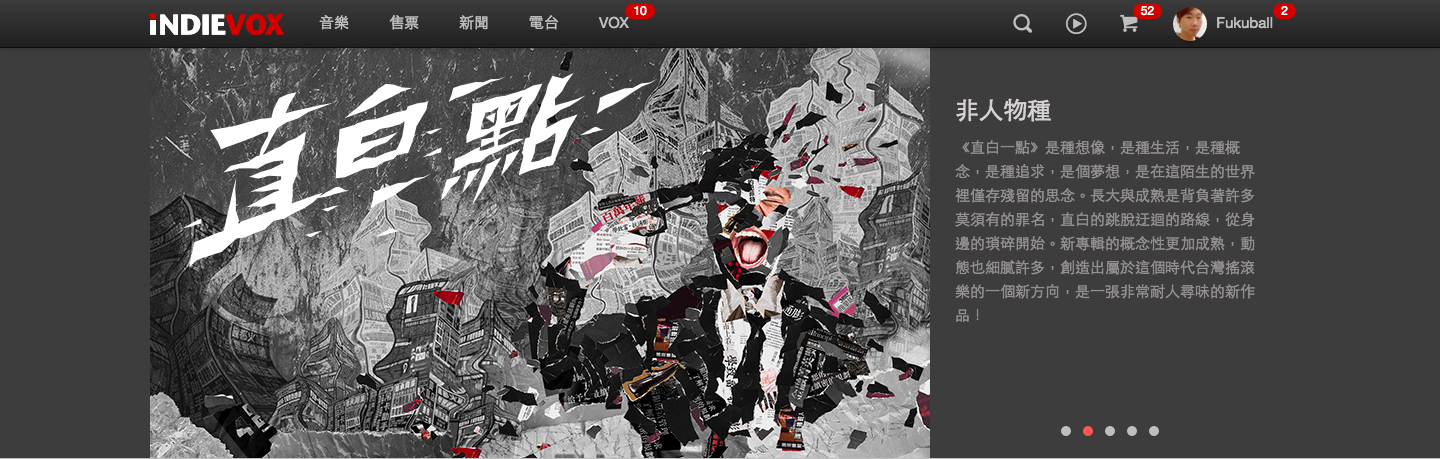 iNDIEVOX 音樂 售票 新聞 電台 VOX 10 52 Fukuball 2
直白一點
非人物種
《直白一點》是種想像，是種生活，是種概
念，是種追求，是個夢想，是在這陌生的世界
裡僅存殘留的思念。長大與成熟是背負著許多
莫須有的罪名，直白的跳脫迂迴的路線，從身
邊的瑣碎開始。新專輯的概念性更加成熟，動
態也細膩許多，創造出屬於這個時代台灣搖滾
樂的一個新方向，是一張非常耐人尋味的新作
品！